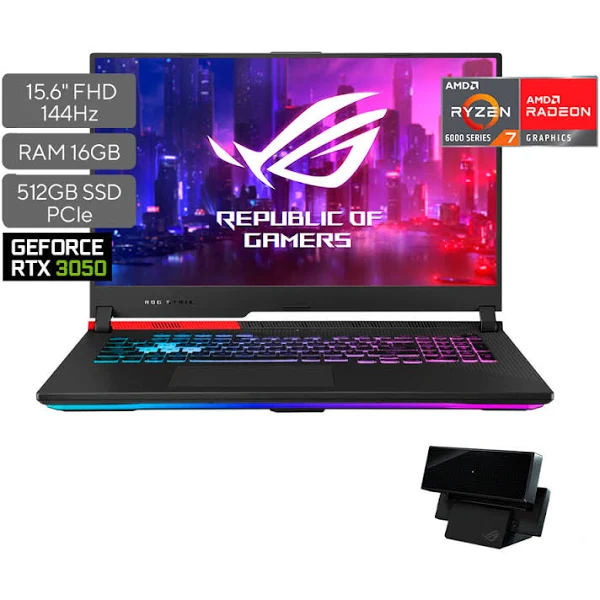 15.6" FHD
144Hz
RAM 16GB
512GB SSD
PCIe
GEFORCE
RTX 3050
REPUBLIC OF
GAMERS
AMD
RYZEN
6000 SERIES 7
AMD
RADEON
GRAPHICS